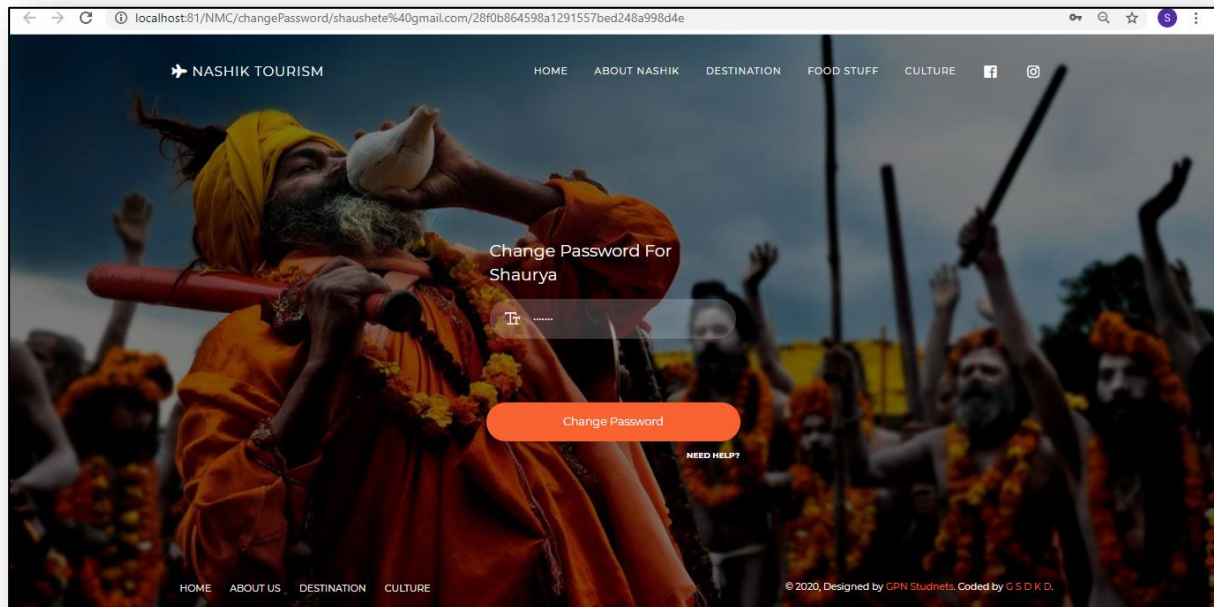 localhost:81/NMC/changePassword/shaushete%40gmail.com/28f0b864598a1291557bed248a998d4e
S
NASHIK TOURISM HOME ABOUT NASHIK DESTINATION FOOD STUFF CULTURE
Change Password For
Shaurya
Change Password
NEED HELP?
HOME ABOUT US DESTINATION CULTURE © 2020, Designed by GPN Studnets. Coded by G S D K D.